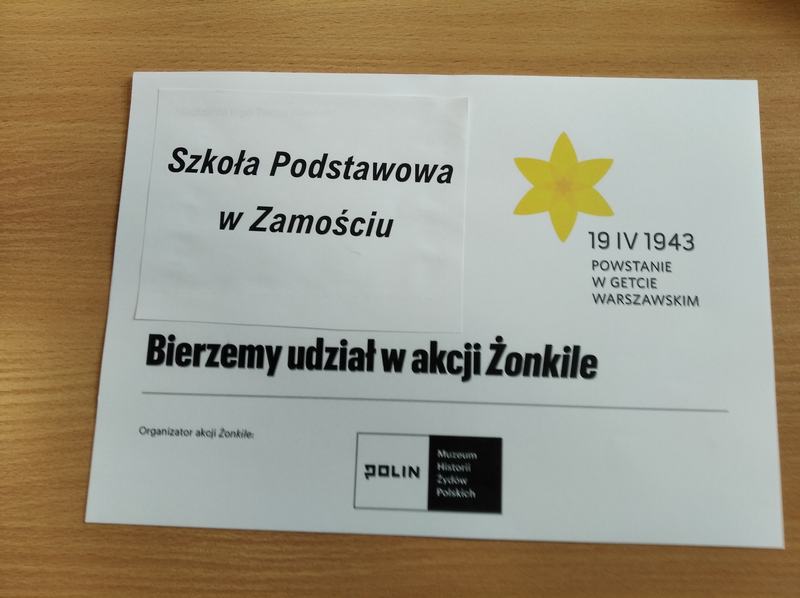 Szkoła Podstawowa
w Zamościu
19 IV 1943
POWSTANIE
W GETCIE
WARSZAWSKIM
Bierzemy udział w akcji Żonkile
Organizator akcji Żonkile:
POLIN
Muzeum
Historii
Żydów
Polskich